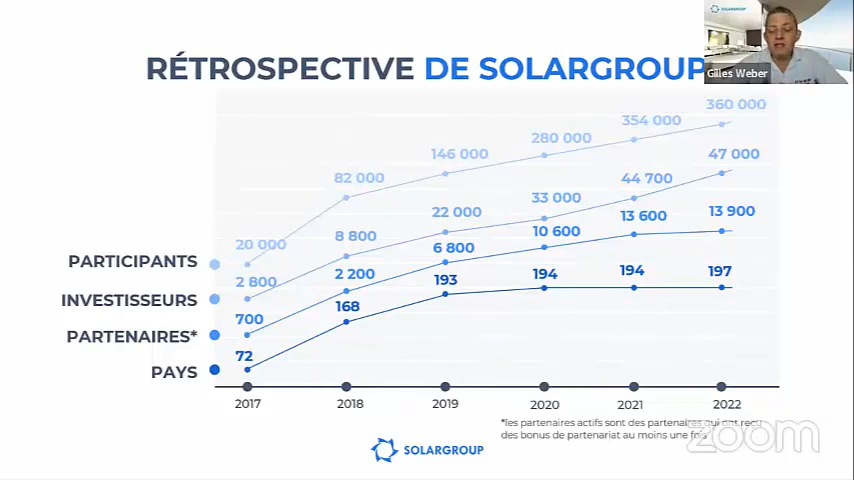 SOLARGROUP
Gilles Weber
RÉTROSPECTIVE DE SOLARGROUP
360 000
354 000
280 000
146 000
82 000
20 000
47 000
44 700
33 000
22 000
8 800
2 800
13 900
13 600
10 600
6 800
2 200
700
197
194
194
193
168
72
PARTICIPANTS
INVESTISSEURS
PARTENAIRES*
PAYS
2017 2018 2019 2020 2021 2022
*les partenaires actifs sont des partenaires qui ont reçu
des bonus de partenariat au moins une fois
zoom
SOLARGROUP